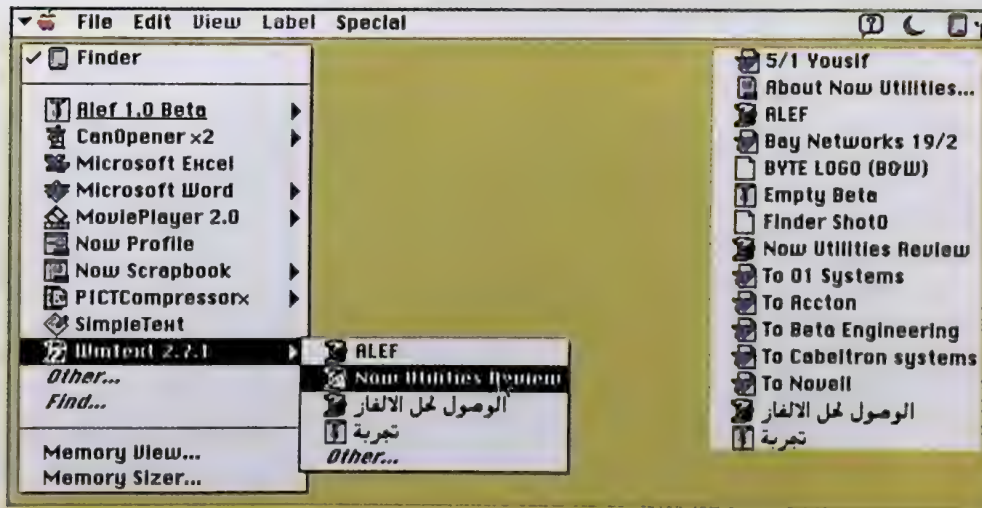 File Edit View Label Special
Finder
Alef 1.0 Beta
CanOpener x2
Microsoft Excel
Microsoft Word
MoviePlayer 2.0
Now Profile
Now Scrapbook
PICTCompressorx
SimpleText
WinText 2.7.1
Other...
Find...
Memory View...
Memory Sizer...
ALEF
Now Utilities Review
الوصول لحل الالغاز
تجربة
Other...
5/1 Yousif
About Now Utilities...
ALEF
Bay Networks 19/2
BYTE LOGO (B&W)
Empty Beta
Finder Shot0
Now Utilities Review
To 01 Systems
To Accton
To Beta Engineering
To Cabeltron systems
To Novell
الوصول لحل الالغاز
تجربة